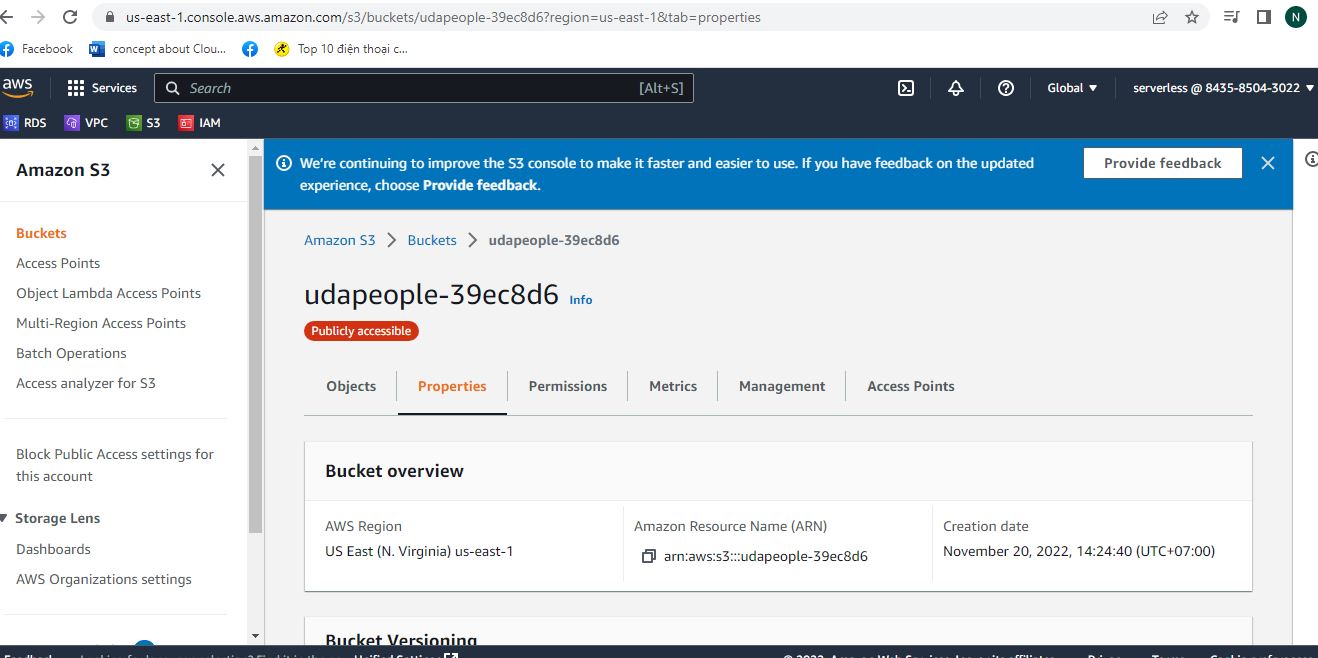 us-east-1.console.aws.amazon.com/s3/buckets/udapeople-39ec8d6?region=us-east-1&tab=properties
N
Facebook
concept about Clou...
Top 10 điện thoại c...
aws
Services
Search
[Alt+S]
Global
serverless @ 8435-8504-3022
RDS
VPC
S3
IAM
Amazon S3
Buckets
Access Points
Object Lambda Access Points
Multi-Region Access Points
Batch Operations
Access analyzer for S3
Block Public Access settings for
this account
Storage Lens
Dashboards
AWS Organizations settings
We're continuing to improve the S3 console to make it faster and easier to use. If you have feedback on the updated
experience, choose Provide feedback.
Provide feedback
Amazon S3
Buckets
udapeople-39ec8d6
udapeople-39ec8d6
Info
Publicly accessible
Objects
Properties
Permissions
Metrics
Management
Access Points
Bucket overview
AWS Region
US East (N. Virginia) us-east-1
Amazon Resource Name (ARN)
arn:aws:s3:::udapeople-39ec8d6
Creation date
November 20, 2022, 14:24:40 (UTC+07:00)
Bucket Versioning